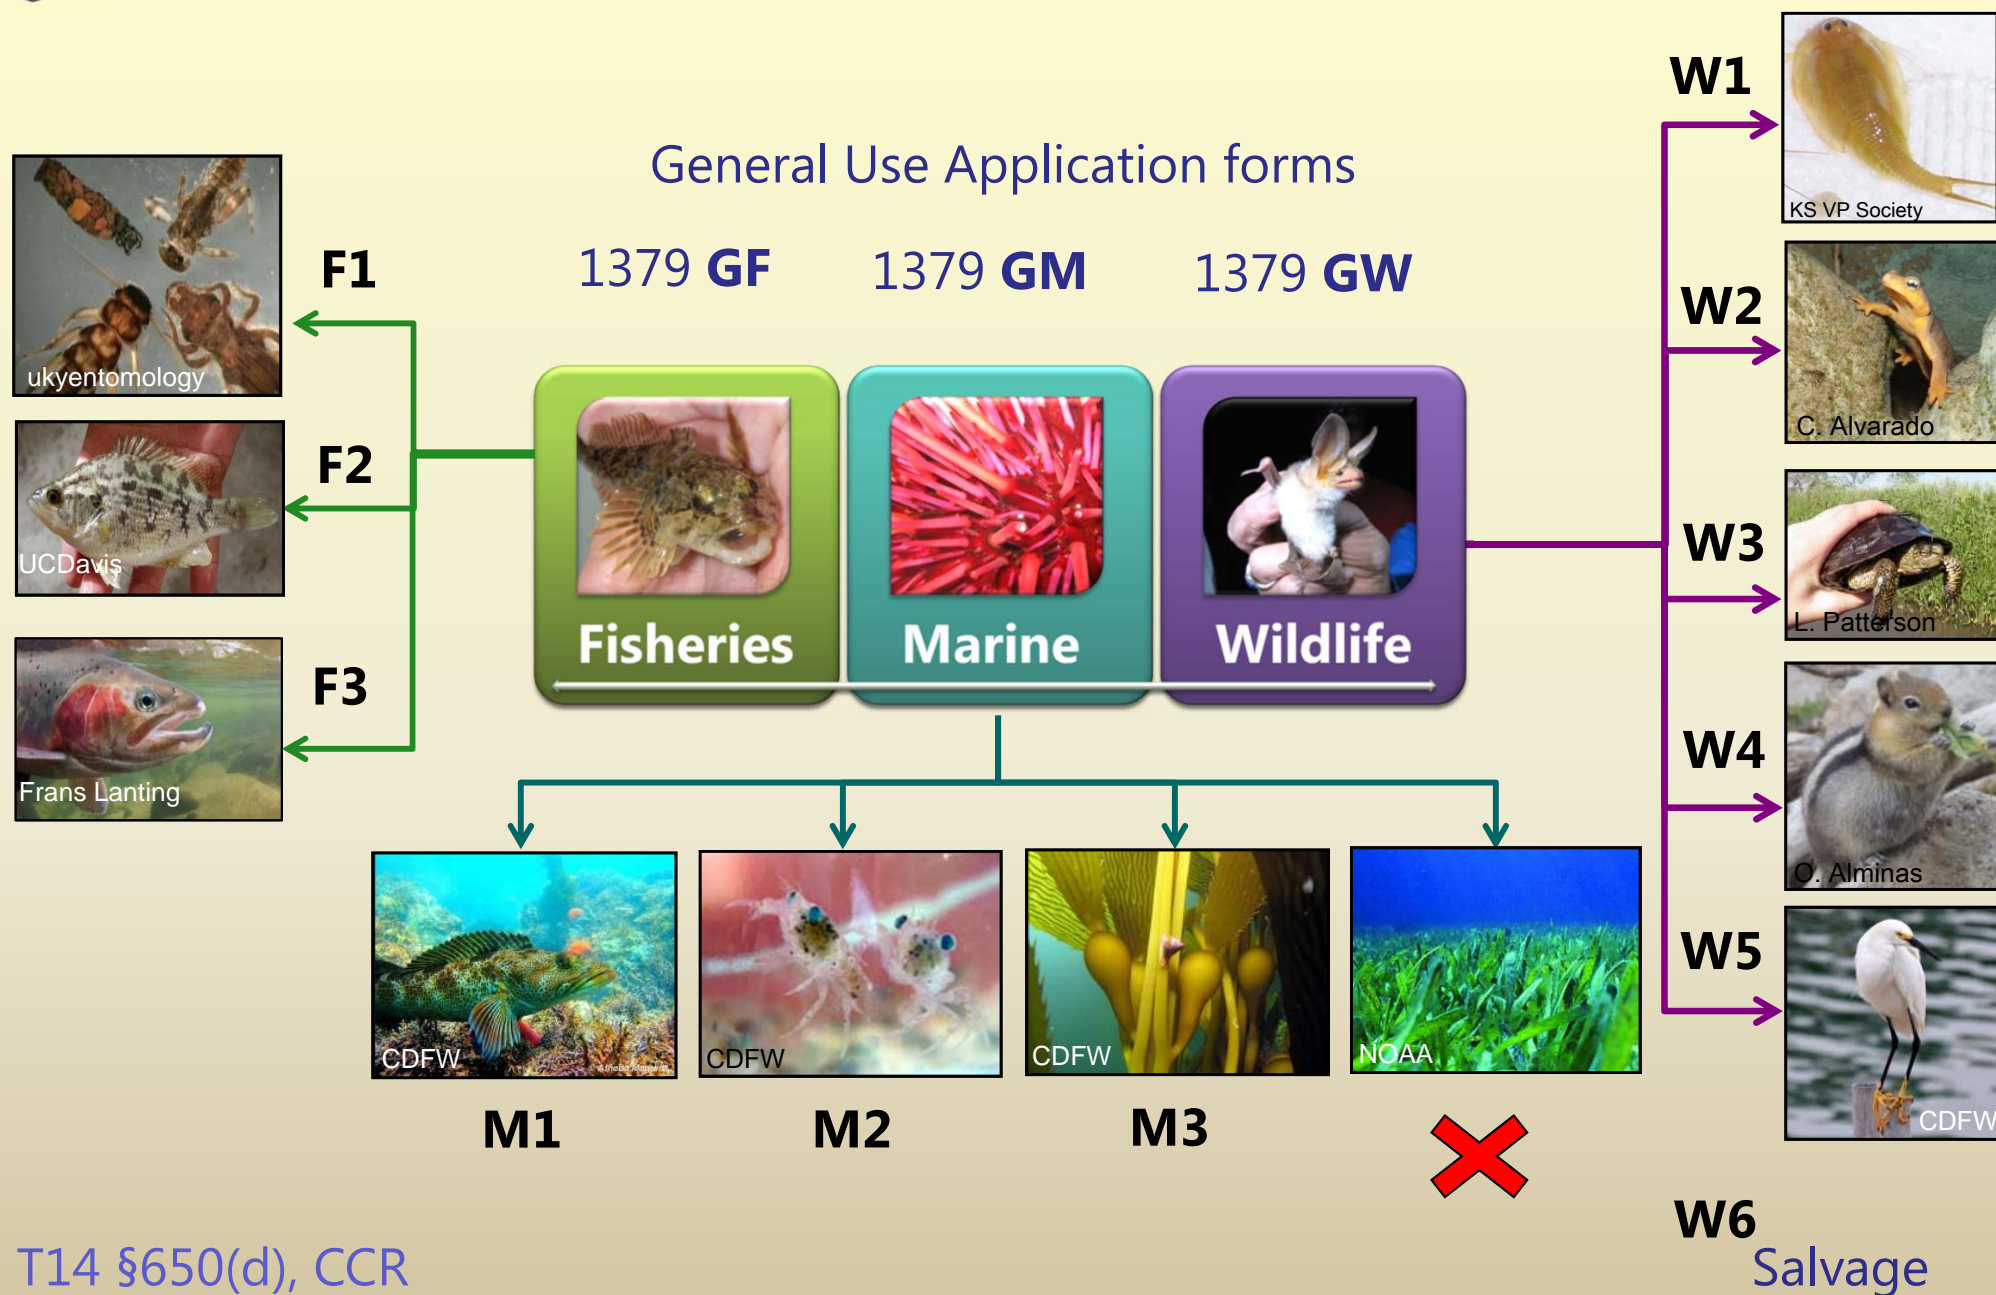 General Use Application forms
1379 GF
1379 GM
1379 GW
F1
ukyentomology
F2
UCDavis
F3
Frans Lanting
Fisheries
Marine
Wildlife
W1
KS VP Society
W2
C. Alvarado
W3
L. Patterson
W4
O. Alminas
W5
CDFW
CDFW
CDFW
CDFW
NOAA
M1
M2
M3
W6
Salvage
T14 §650(d), CCR